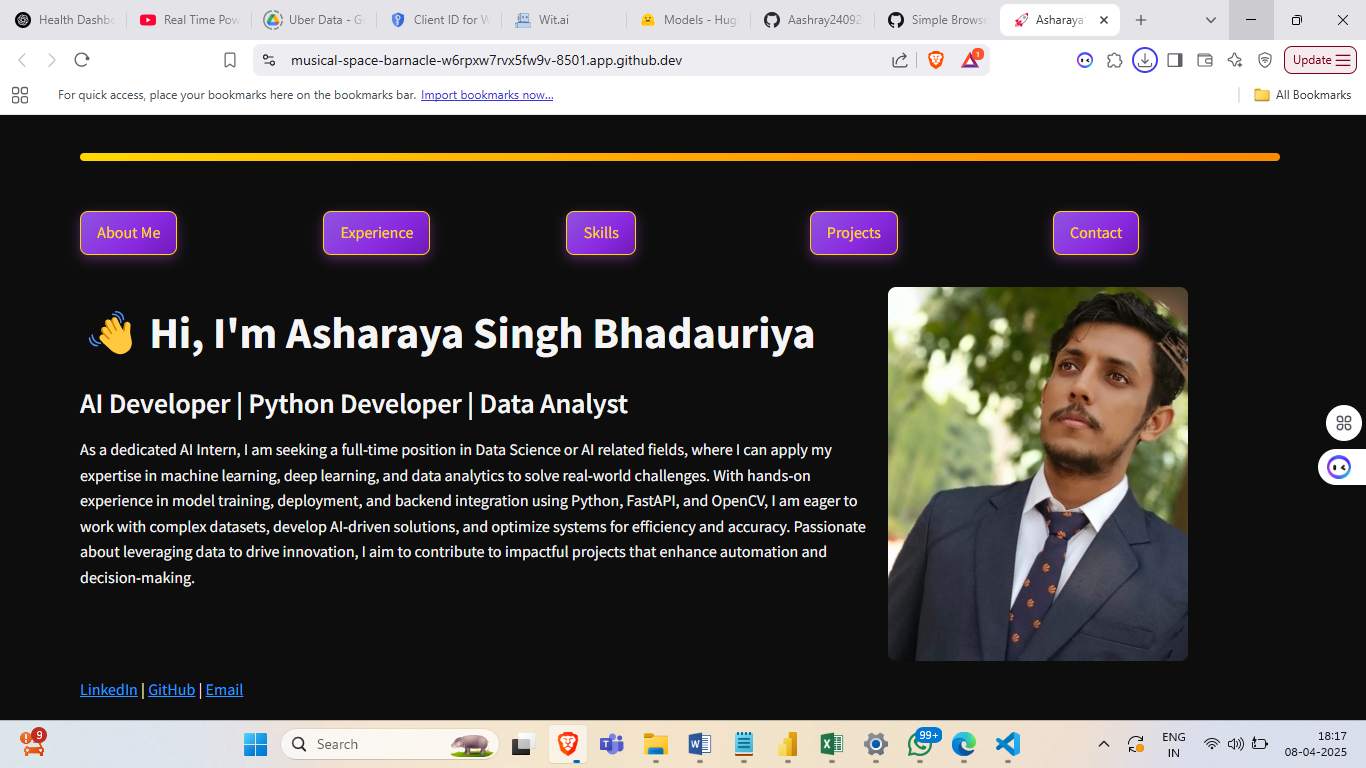 Health Dashbo
Real Time Pow
Uber Data - Go
Client ID for W
Wit.ai
Models - Hugg
Aashray24092
Simple Browse
Asharaya
musical-space-barnacle-w6rpxw7rvx5fw9v-8501.app.github.dev
1
Update
For quick access, place your bookmarks here on the bookmarks bar. Import bookmarks now...
All Bookmarks
About Me
Experience
Skills
Projects
Contact
Hi, I'm Asharaya Singh Bhadauriya
AI Developer | Python Developer | Data Analyst
As a dedicated AI Intern, I am seeking a full-time position in Data Science or AI related fields, where I can apply my
expertise in machine learning, deep learning, and data analytics to solve real-world challenges. With hands-on
experience in model training, deployment, and backend integration using Python, FastAPI, and OpenCV, I am eager to
work with complex datasets, develop AI-driven solutions, and optimize systems for efficiency and accuracy. Passionate
about leveraging data to drive innovation, I aim to contribute to impactful projects that enhance automation and
decision-making.
LinkedIn | GitHub | Email
9
Search
99+
ENG
IN
18:17
08-04-2025